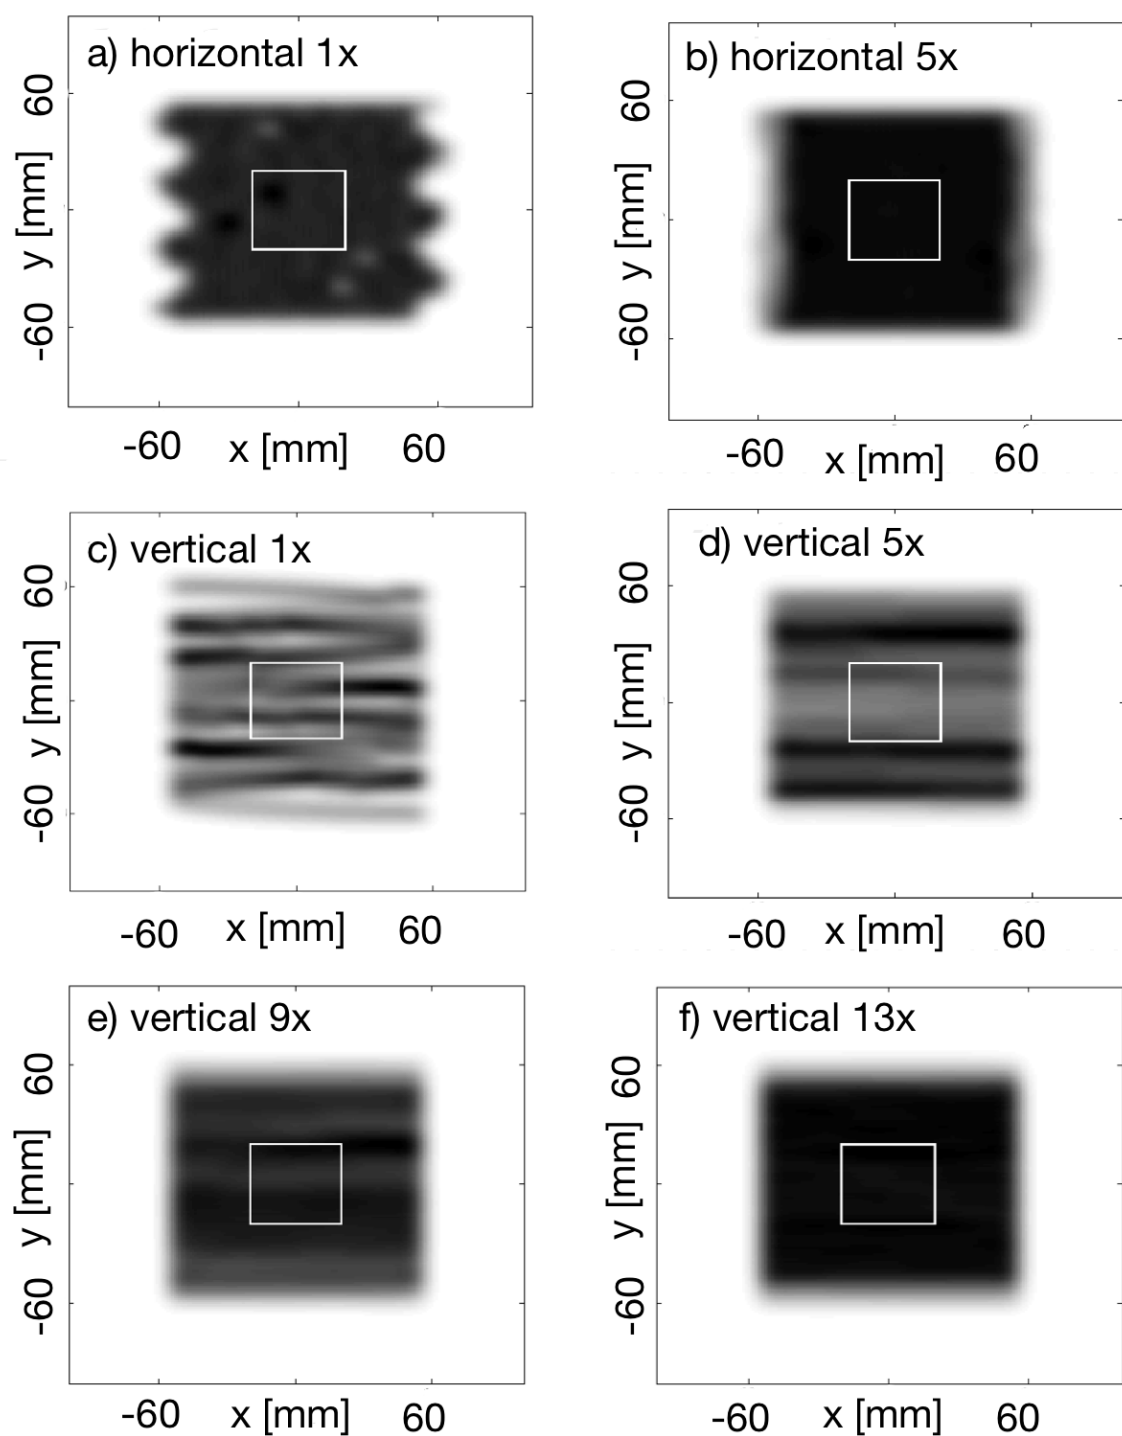 a) horizontal 1x
60
y [mm]
-60
-60 x [mm] 60
b) horizontal 5x
60
y [mm]
-60
-60 x [mm] 60
c) vertical 1x
60
y [mm]
-60
-60 x [mm] 60
d) vertical 5x
60
y [mm]
-60
-60 x [mm] 60
e) vertical 9x
60
y [mm]
-60
-60 x [mm] 60
f) vertical 13x
60
y [mm]
-60
-60 x [mm] 60